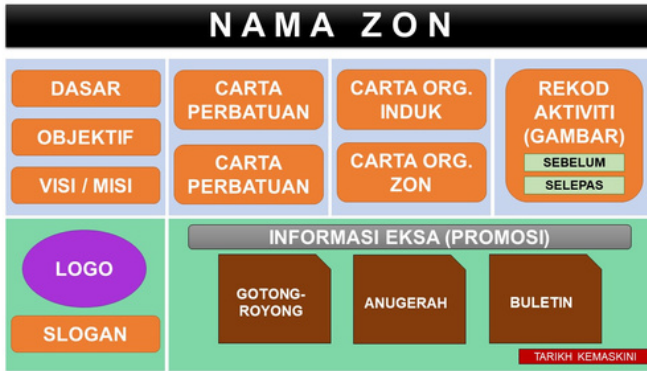 NAMA ZON
DASAR
OBJEKTIF
VISI / MISI
CARTA
PERBATUAN
CARTA
PERBATUAN
CARTA ORG.
INDUK
CARTA ORG.
ZON
REKOD
AKTIVITI
(GAMBAR)
SEBELUM
SELEPAS
LOGO
SLOGAN
INFORMASI EKSA (PROMOSI)
GOTONG-
ROYONG
ANUGERAH
BULETIN
TARIKH KEMASKINI